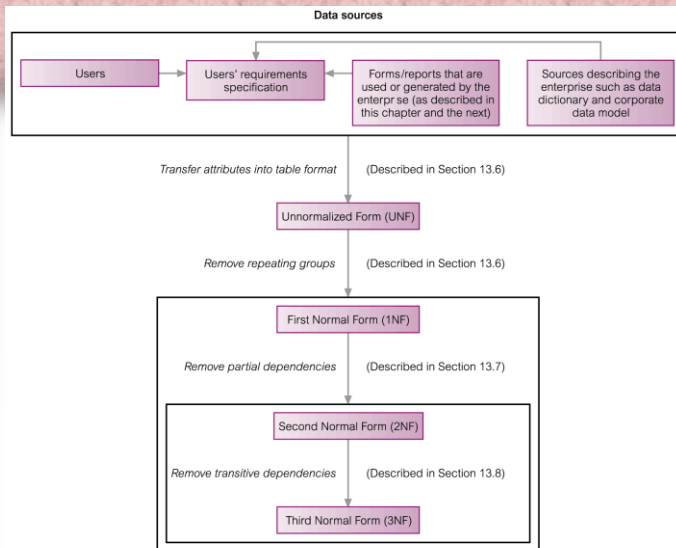 Data sources
Users
Users' requirements
specification
Forms/reports that are
used or generated by the
enterpr se (as described in
this chapter and the next)
Sources describing the
enterprise such as data
dictionary and corporate
data model
Transfer attributes into table format
(Described in Section 13.6)
Unnormalized Form (UNF)
Remove repeating groups
(Described in Section 13.6)
First Normal Form (1NF)
Remove partial dependencies
(Described in Section 13.7)
Second Normal Form (2NF)
Remove transitive dependencies
(Described in Section 13.8)
Third Normal Form (3NF)